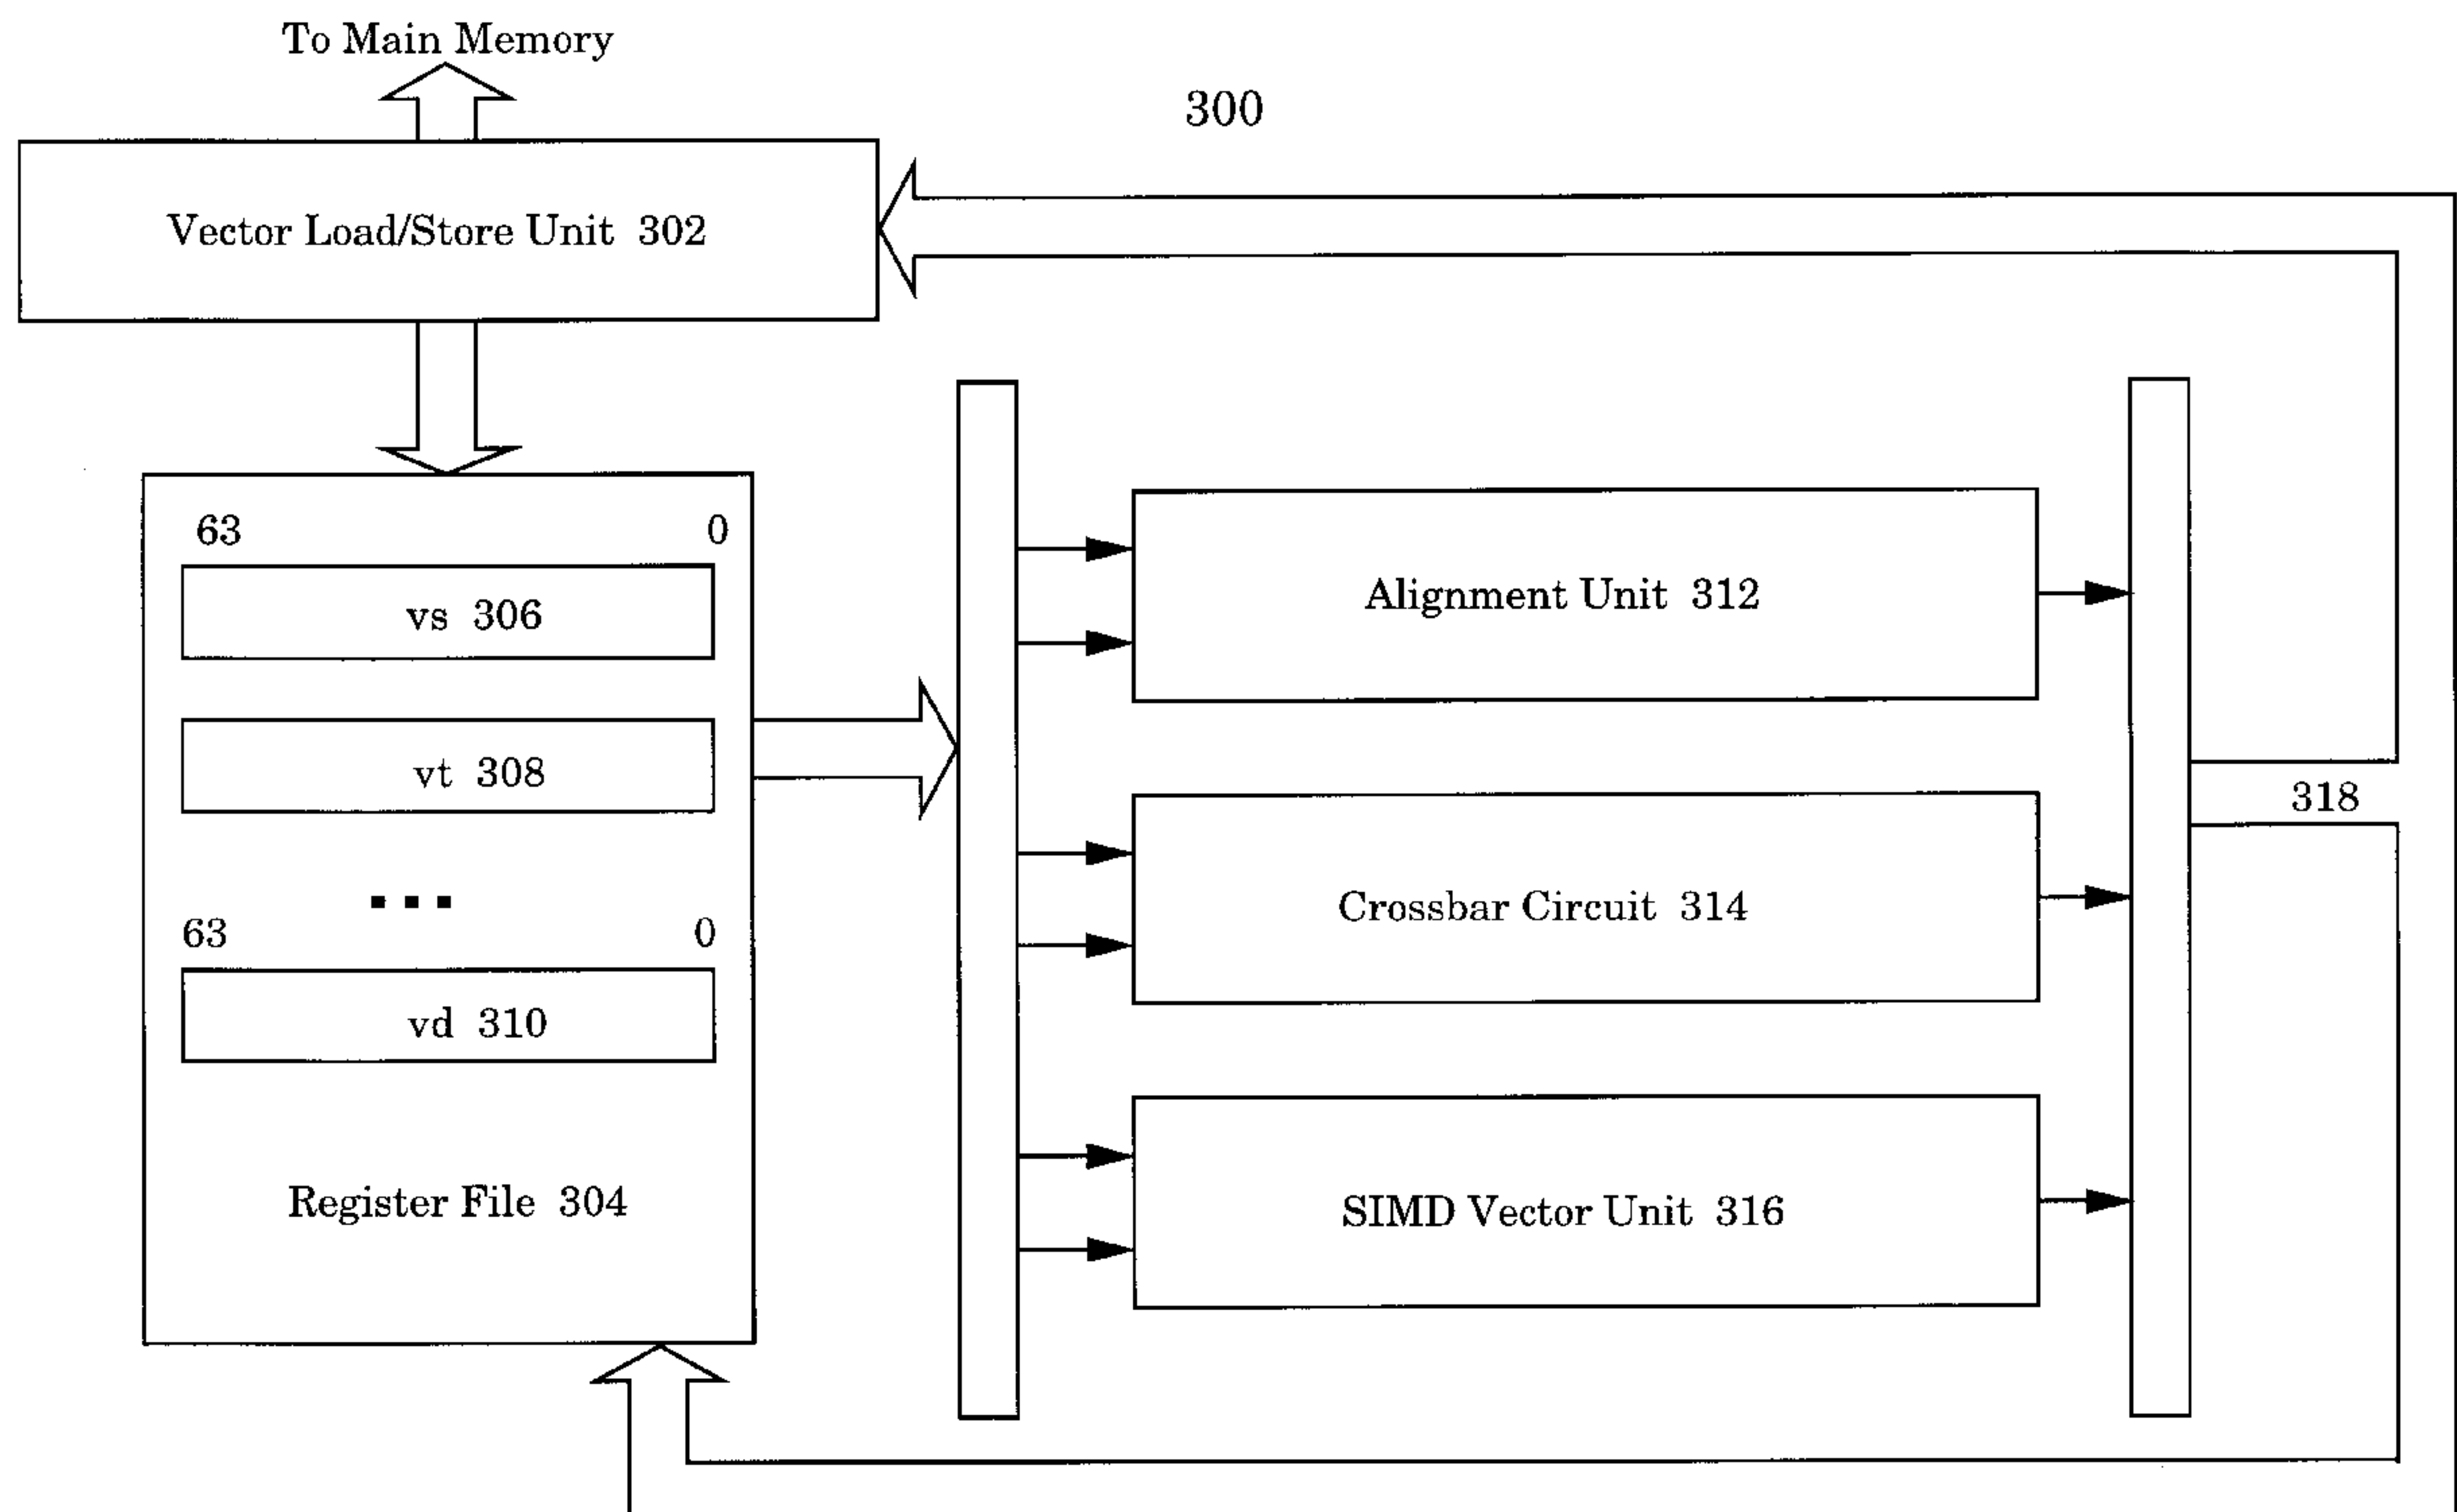 To Main Memory
300
Vector Load/Store Unit 302
63 0
vs 306
Alignment Unit 312
vt 308
318
...
Crossbar Circuit 314
63 0
vd 310
Register File 304
SIMD Vector Unit 316